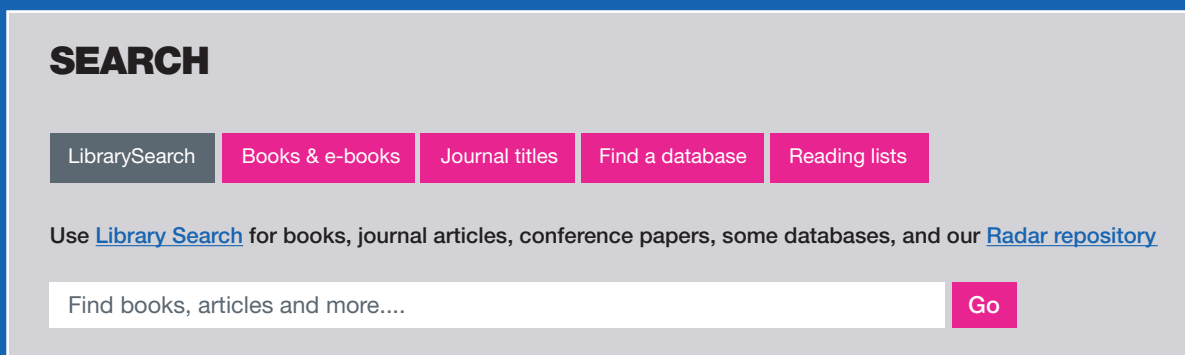 SEARCH
LibrarySearch Books & e-books Journal titles Find a database Reading lists
Use Library Search for books, journal articles, conference papers, some databases, and our Radar repository
Find books, articles and more.... Go